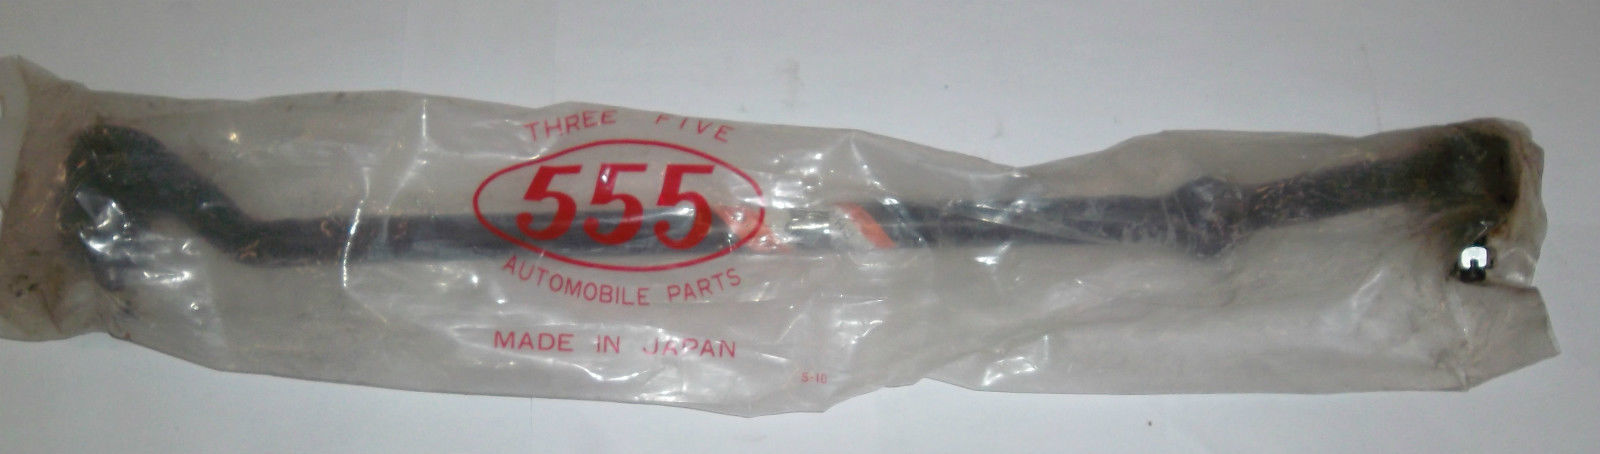 THREE FIVE
555
AUTOMOBILE PARTS
MADE IN JAPAN
S-10